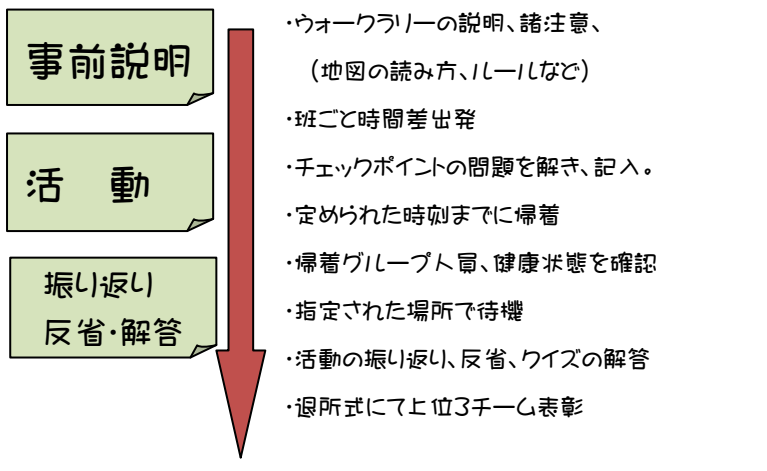 事前説明
活 動
振り返り
反省・解答
・ウォークラリーの説明、諸注意、
（地図の読み方、ルールなど）
・班ごと時間差出発
・チェックポイントの問題を解き、記入。
・定められた時刻までに帰着
・帰着グループ人員、健康状態を確認
・指定された場所で待機
・活動の振り返り、反省、クイズの解答
・退所式にて上位3チーム表彰